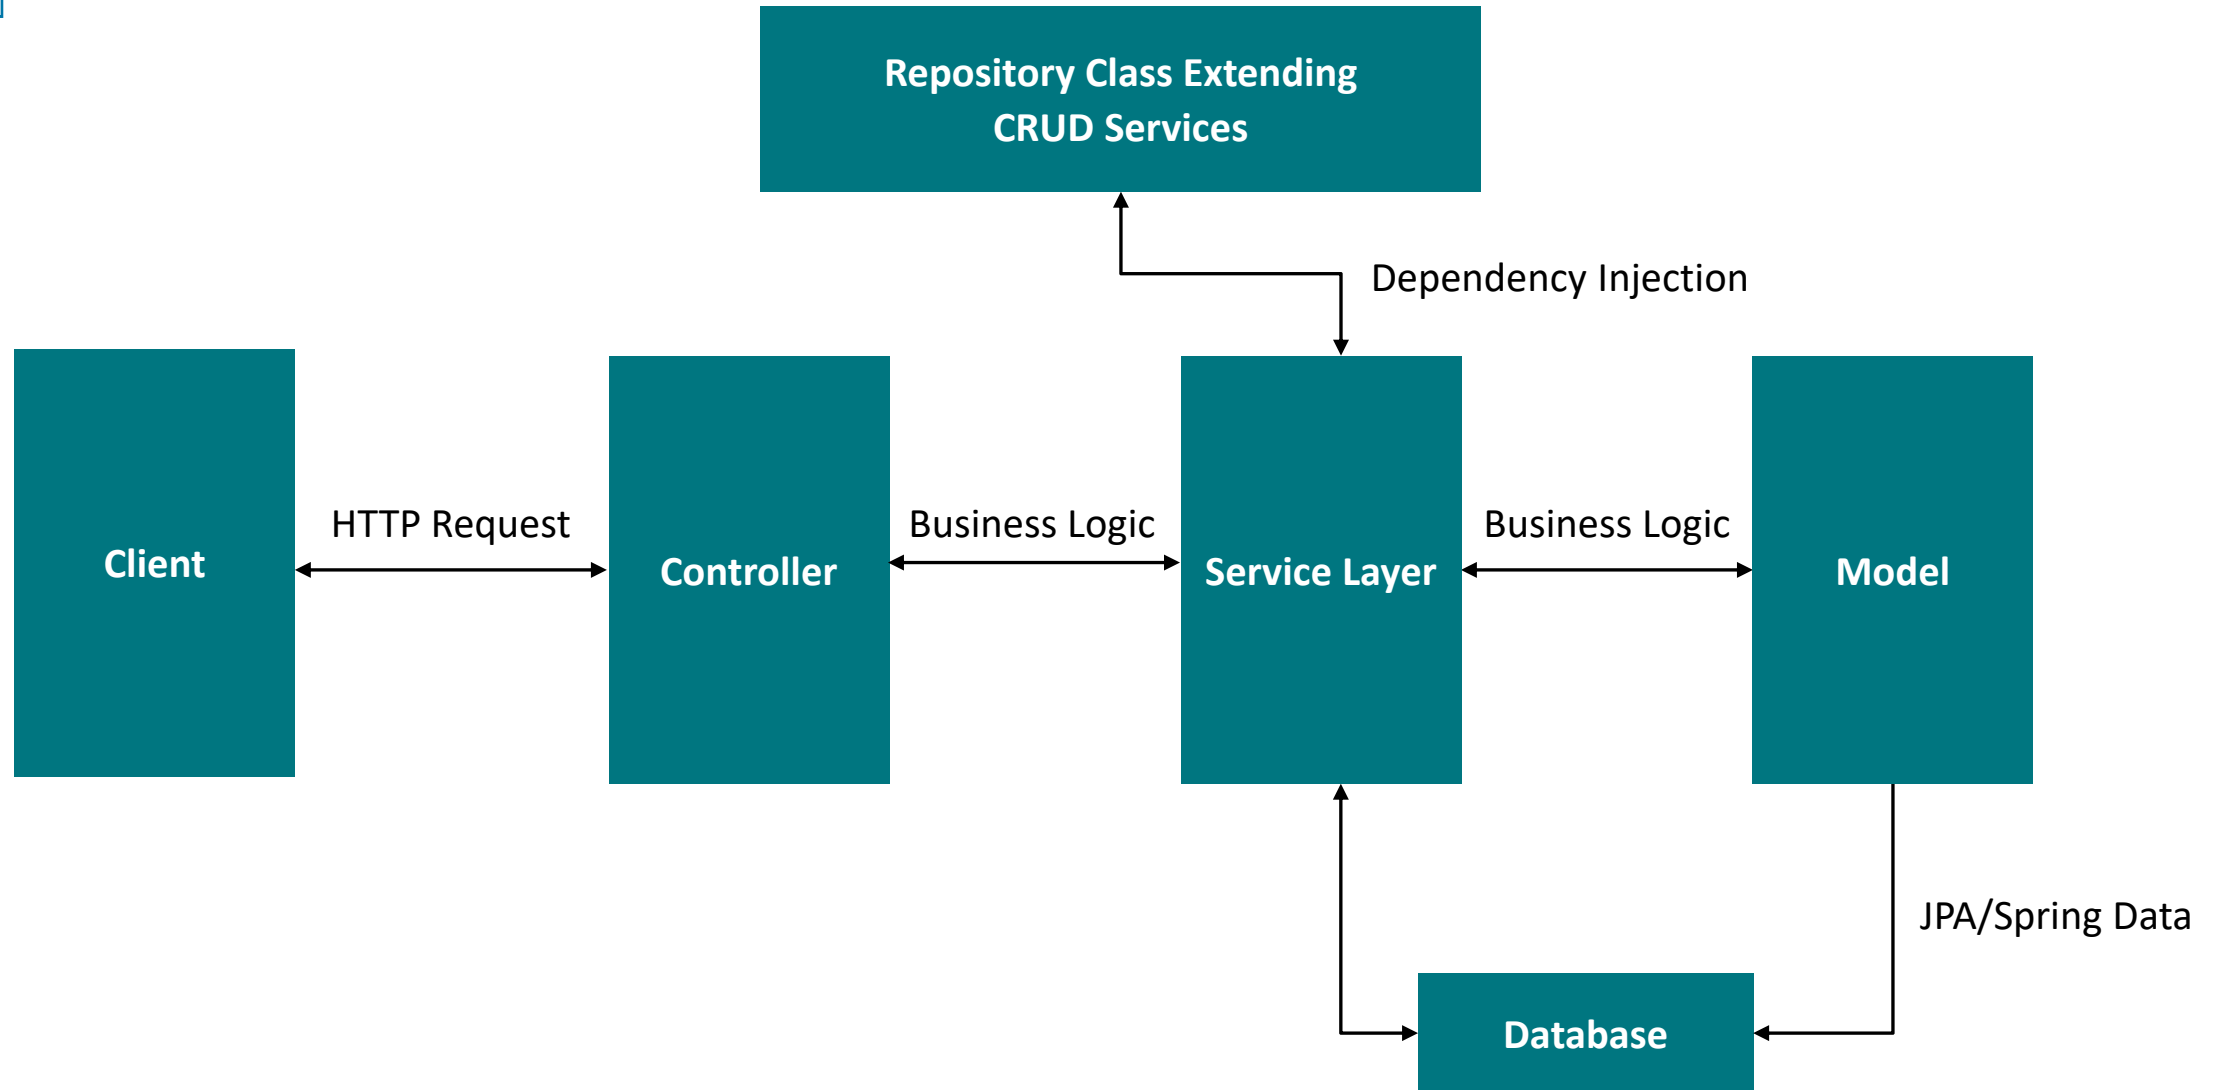 Repository Class Extending
CRUD Services
Dependency Injection
Client
HTTP Request
Controller
Business Logic
Service Layer
Business Logic
Model
JPA/Spring Data
Database